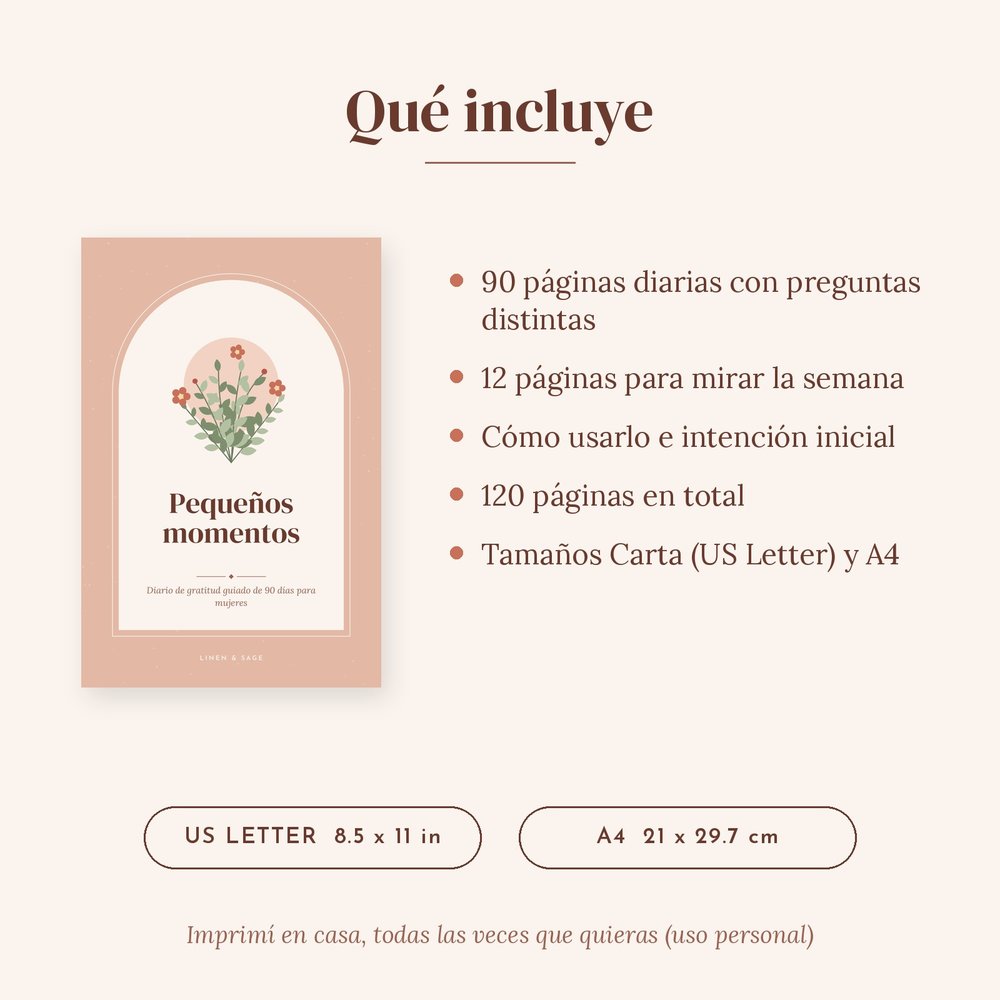 Qué incluye
Pequeños
momentos
Diario de gratitud guiado de 90 días para
mujeres
LINEN & SAGE
90 páginas diarias con preguntas
distintas
12 páginas para mirar la semana
Cómo usarlo e intención inicial
120 páginas en total
Tamaños Carta (US Letter) y A4
US LETTER 8.5 x 11 in
A4 21 x 29.7 cm
Imprimí en casa, todas las veces que quieras (uso personal)